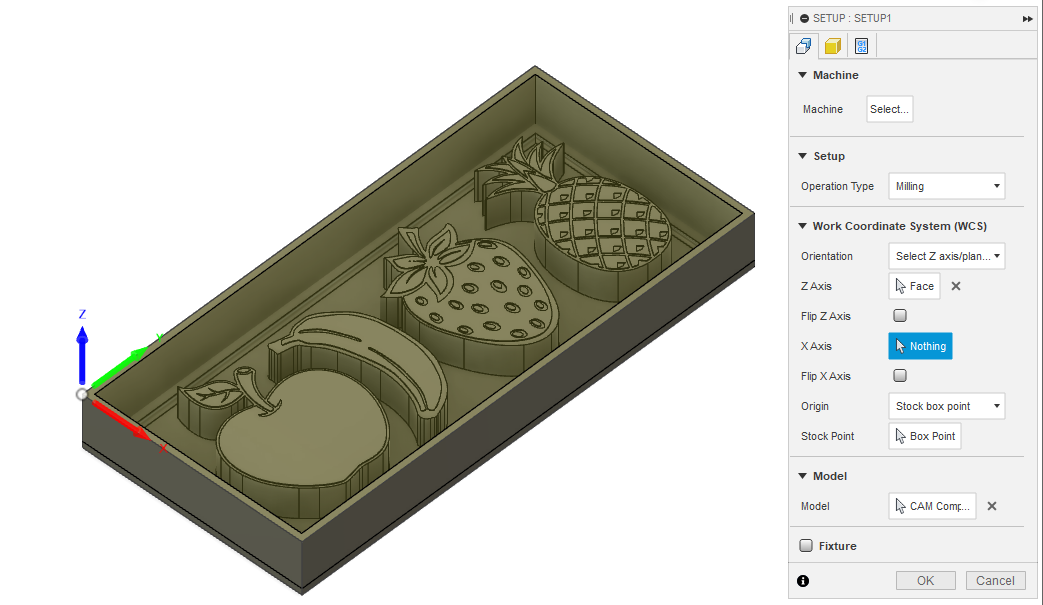 SETUP : SETUP1
G1
G2
Machine
Machine Select...
Setup
Operation Type Milling
Work Coordinate System (WCS)
Orientation Select Z axis/plan...
Z Axis Face
Flip Z Axis
X Axis Nothing
Flip X Axis
Origin Stock box point
Stock Point Box Point
Model
Model CAM Comp...
Fixture
OK Cancel
Z
Y
X